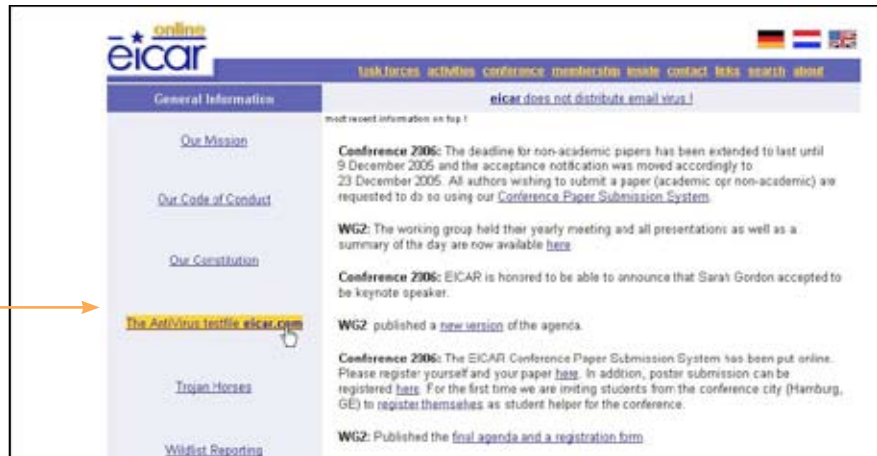 online
eicar
task forces activities conference membership inside contact links search about
General Information
eicar does not distribute email virus !
most recent information on top !
Our Mission
Conference 2006: The deadline for non-academic papers has been extended to last until
9 December 2005 and the acceptance notification was moved accordingly to
23 December 2005. All authors wishing to submit a paper (academic opr non-academic) are
requested to do so using our Conference Paper Submission System.
Our Code of Conduct
WG2: The working group held their yearly meeting and all presentations as well as a
summary of the day are now available here
Our Constitution
Conference 2006: EICAR is honored to be able to announce that Sarah Gordon accepted to
be keynote speaker.
The AntiVirus testfile eicar.com
WG2 published a new version of the agenda.
Conference 2006: The EICAR Conference Paper Submission System has been put online.
Please register yourself and your paper here. In addition, poster submission can be
registered here. For the first time we are inviting students from the conference city (Hamburg,
GE) to register themselves as student helper for the conference.
Trojan Horses
WG2: Published the final agenda and a registration form
Wildlist Reporting